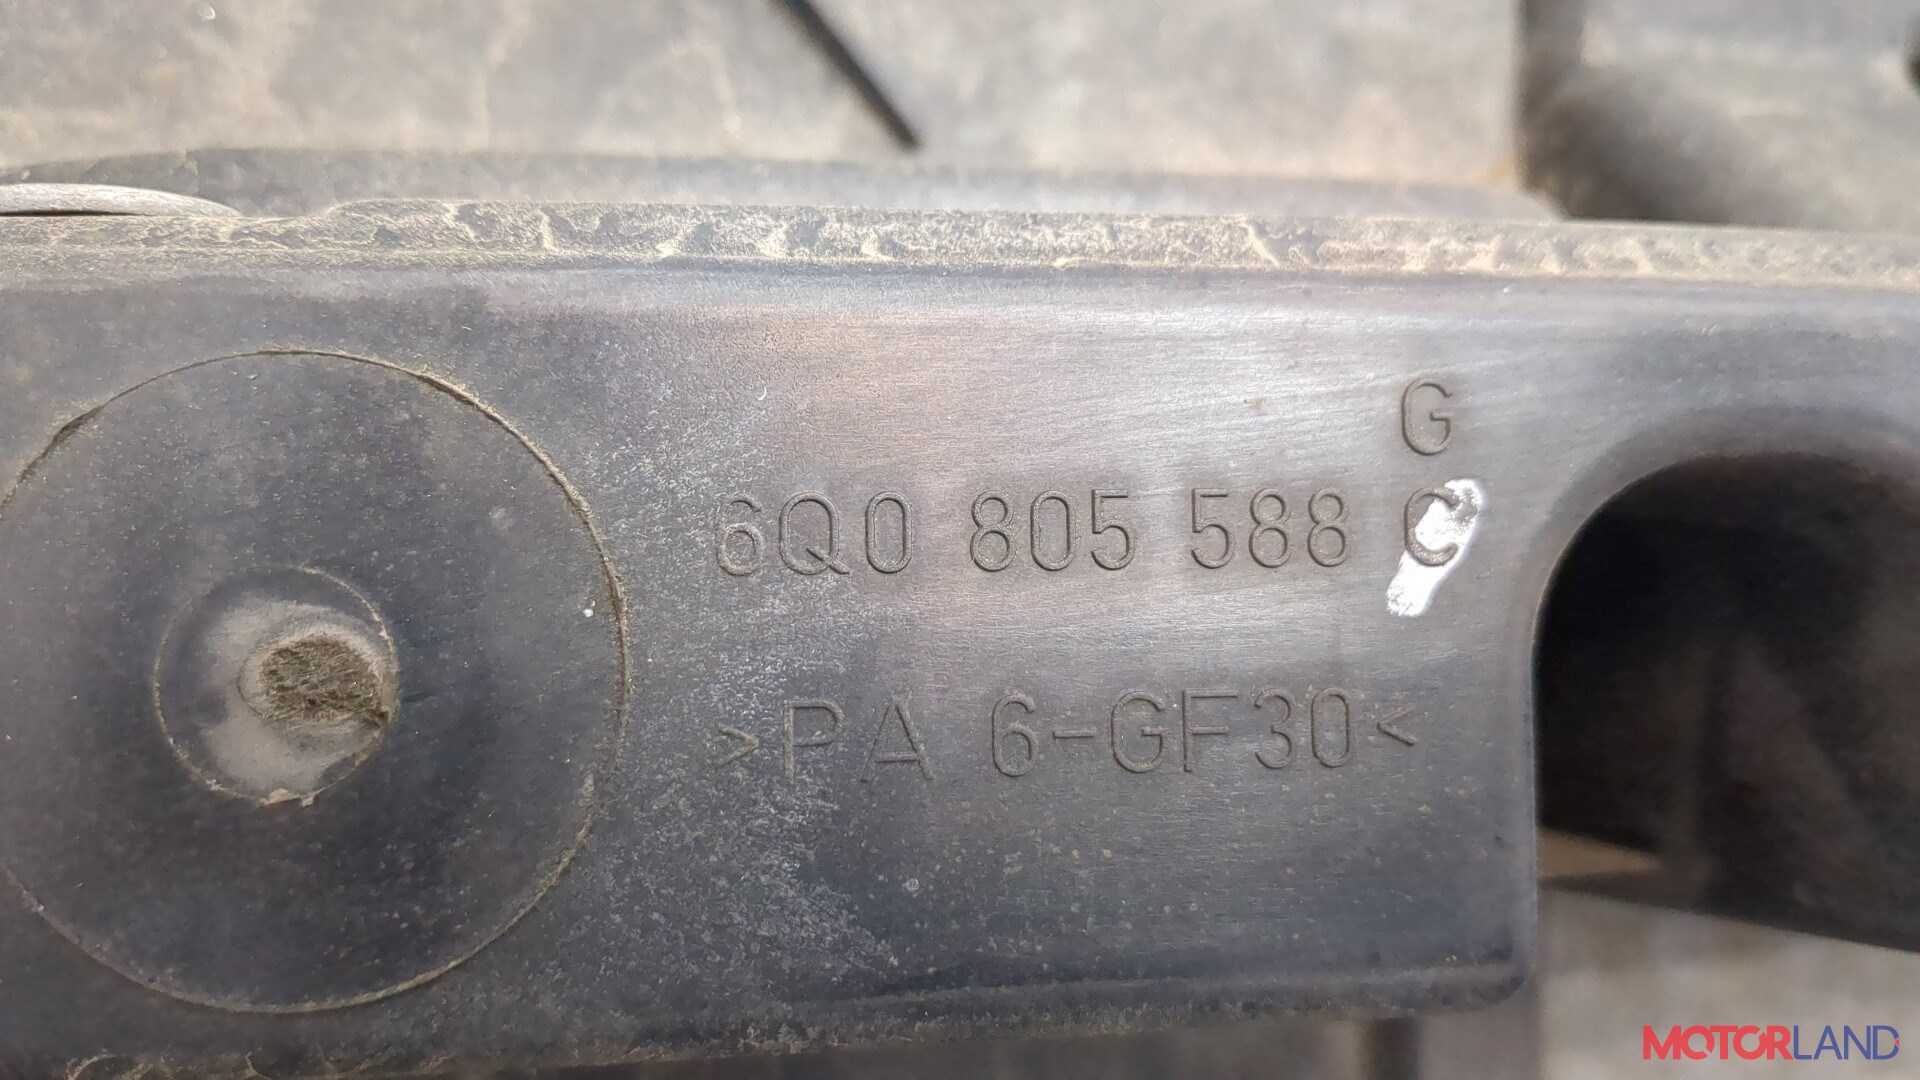 G
6Q0 805 588 C
>PA 6-GF30<
MOTORLAND